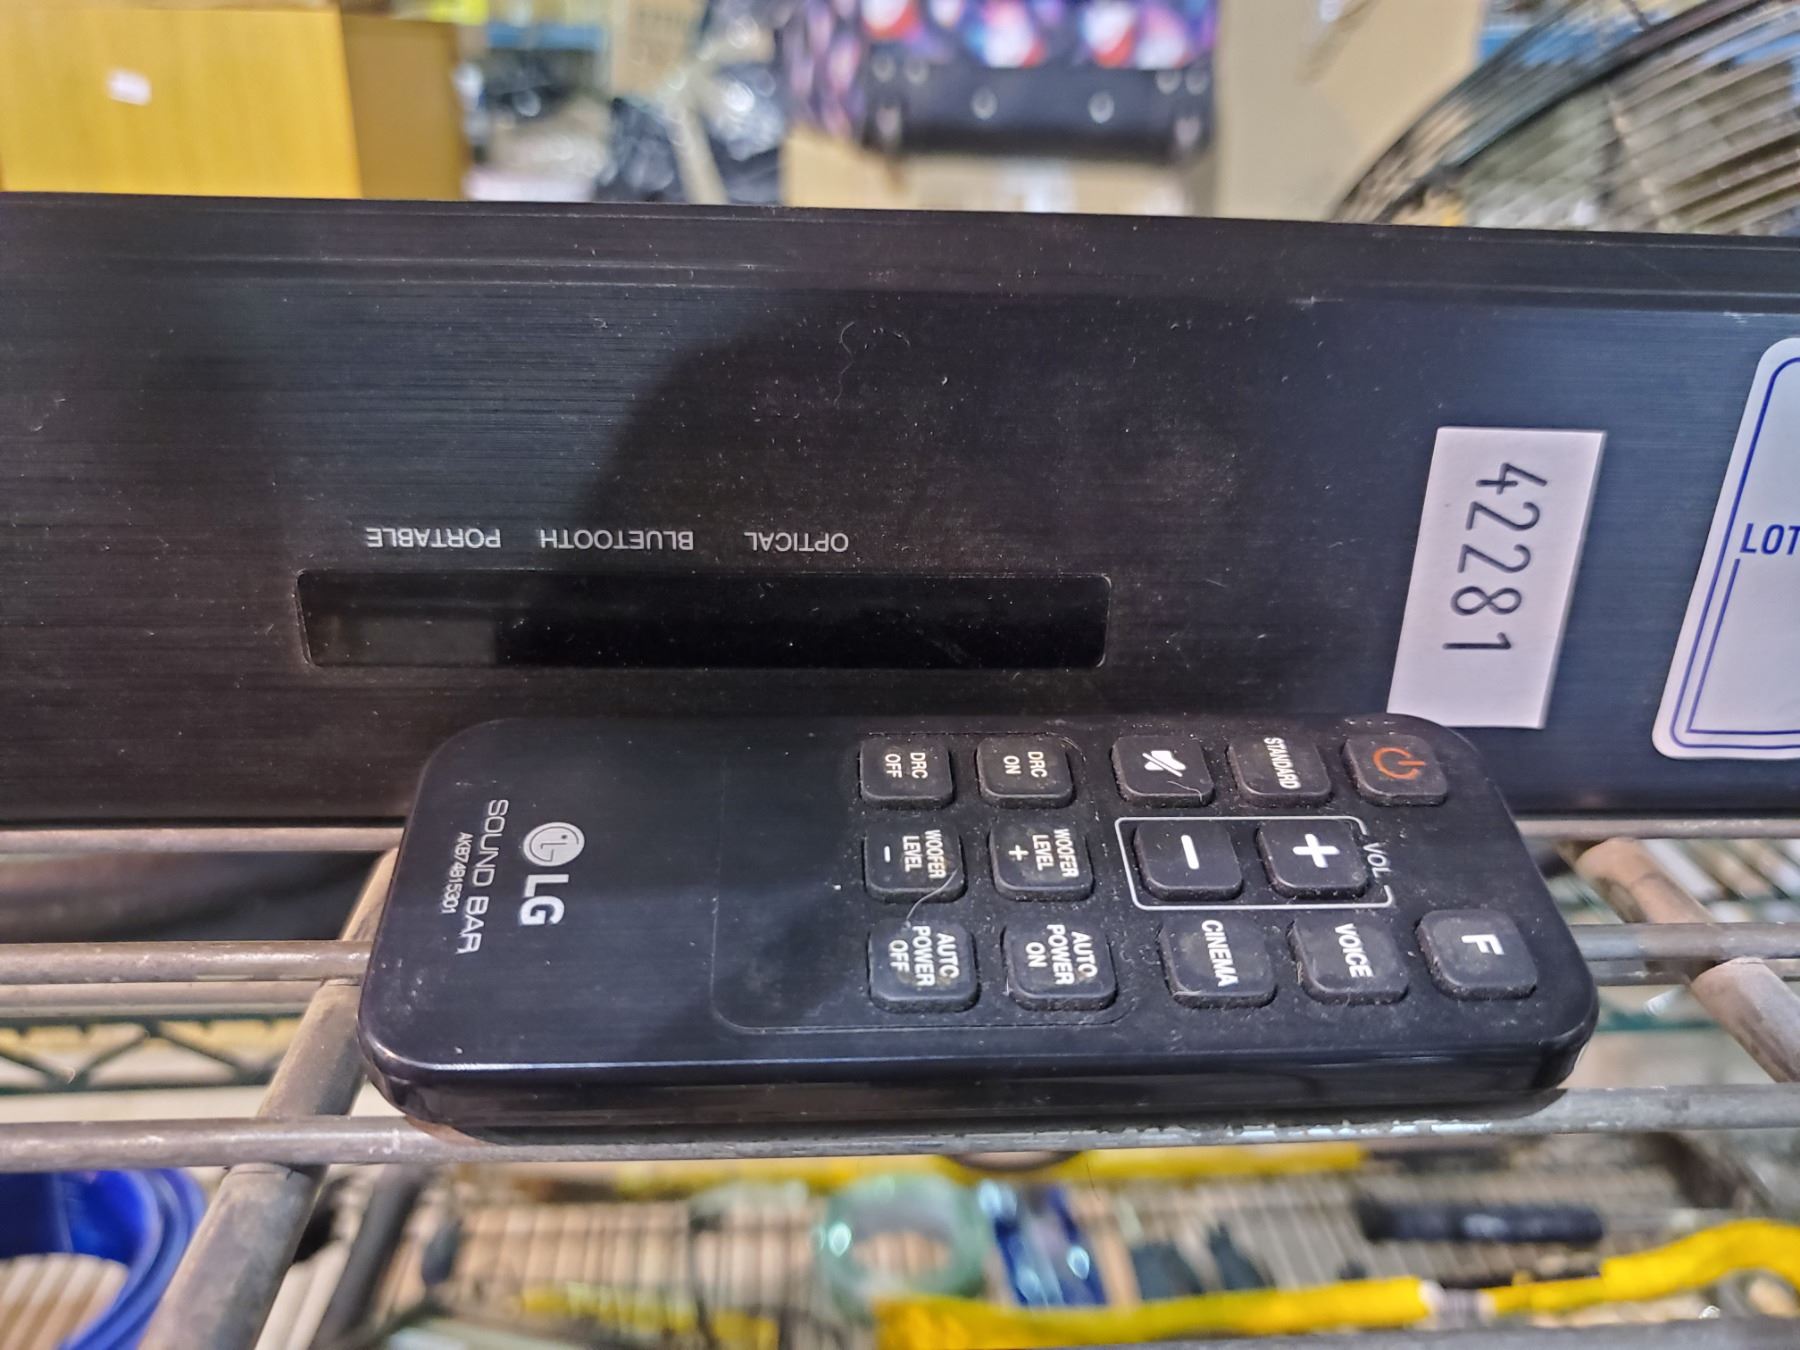 PORTABLE BLUETOOTH OPTICAL
42281
LOT
LG
SOUND BAR
AKB74815301
DRC
OFF
DRC
ON
STANDARD
WOOFER
LEVEL
-
WOOFER
LEVEL
+
-
+
VOL
AUTO
POWER
OFF
AUTO
POWER
ON
CINEMA
VOICE
F